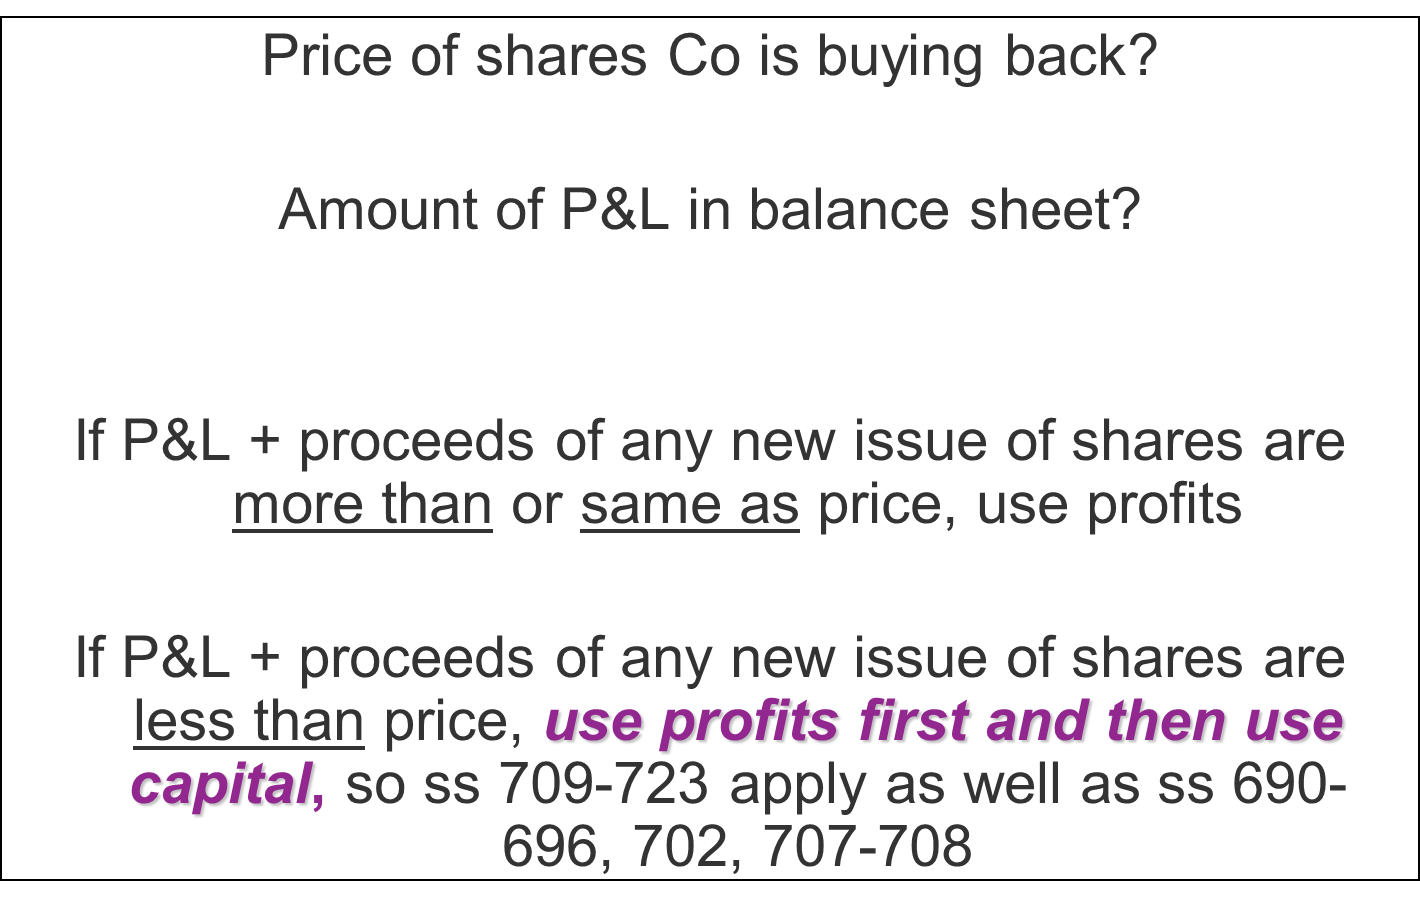 Price of shares Co is buying back?
Amount of P&L in balance sheet?
If P&L + proceeds of any new issue of shares are
more than or same as price, use profits
If P&L + proceeds of any new issue of shares are
less than price, use profits first and then use
capital, so ss 709-723 apply as well as ss 690-
696, 702, 707-708